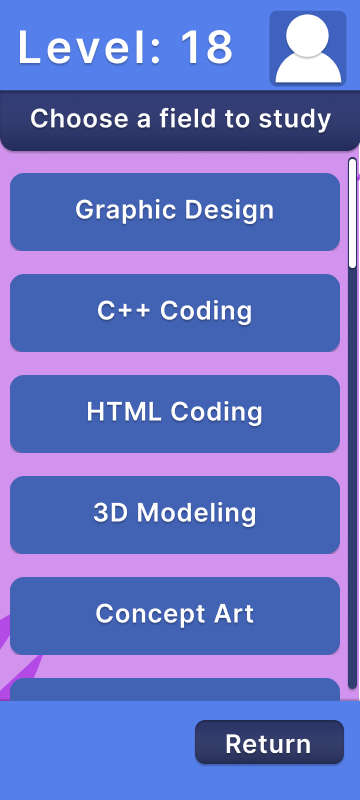 Level: 18
Choose a field to study
Graphic Design
C++ Coding
HTML Coding
3D Modeling
Concept Art
Return